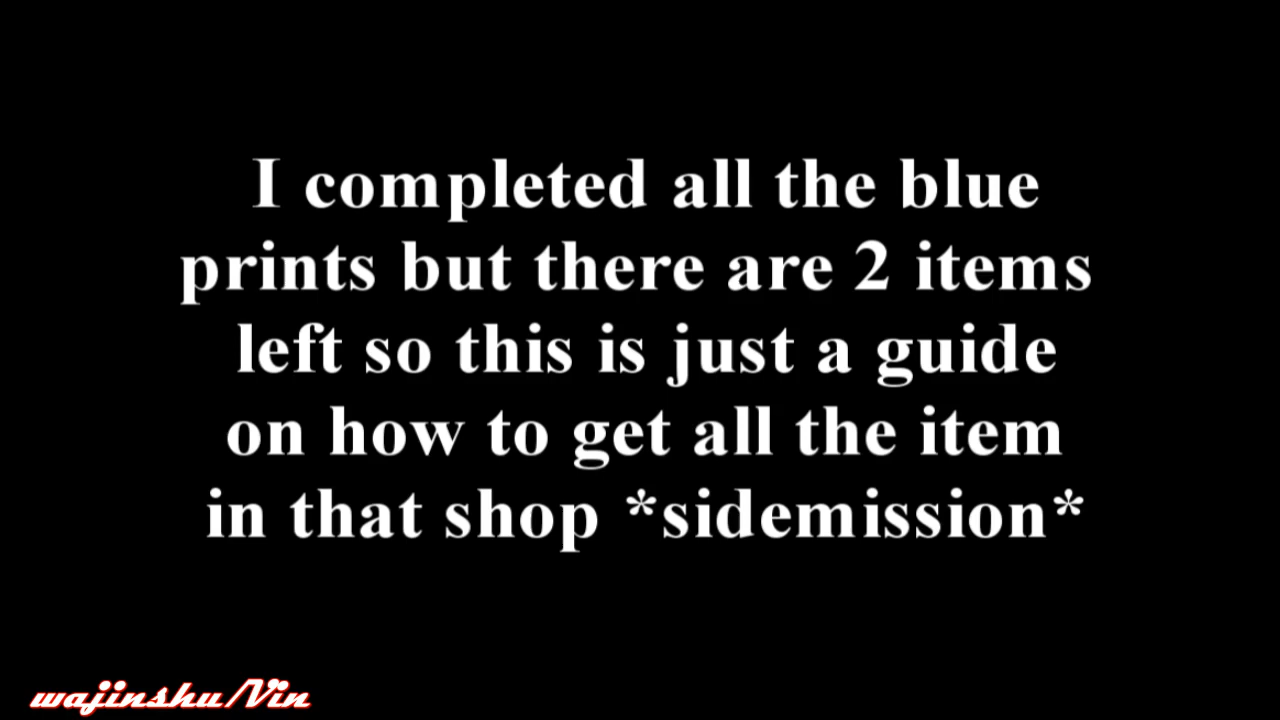 I completed all the blue
prints but there are 2 items
left so this is just a guide
on how to get all the item
in that shop *sidemission*
wajinshu/Vin